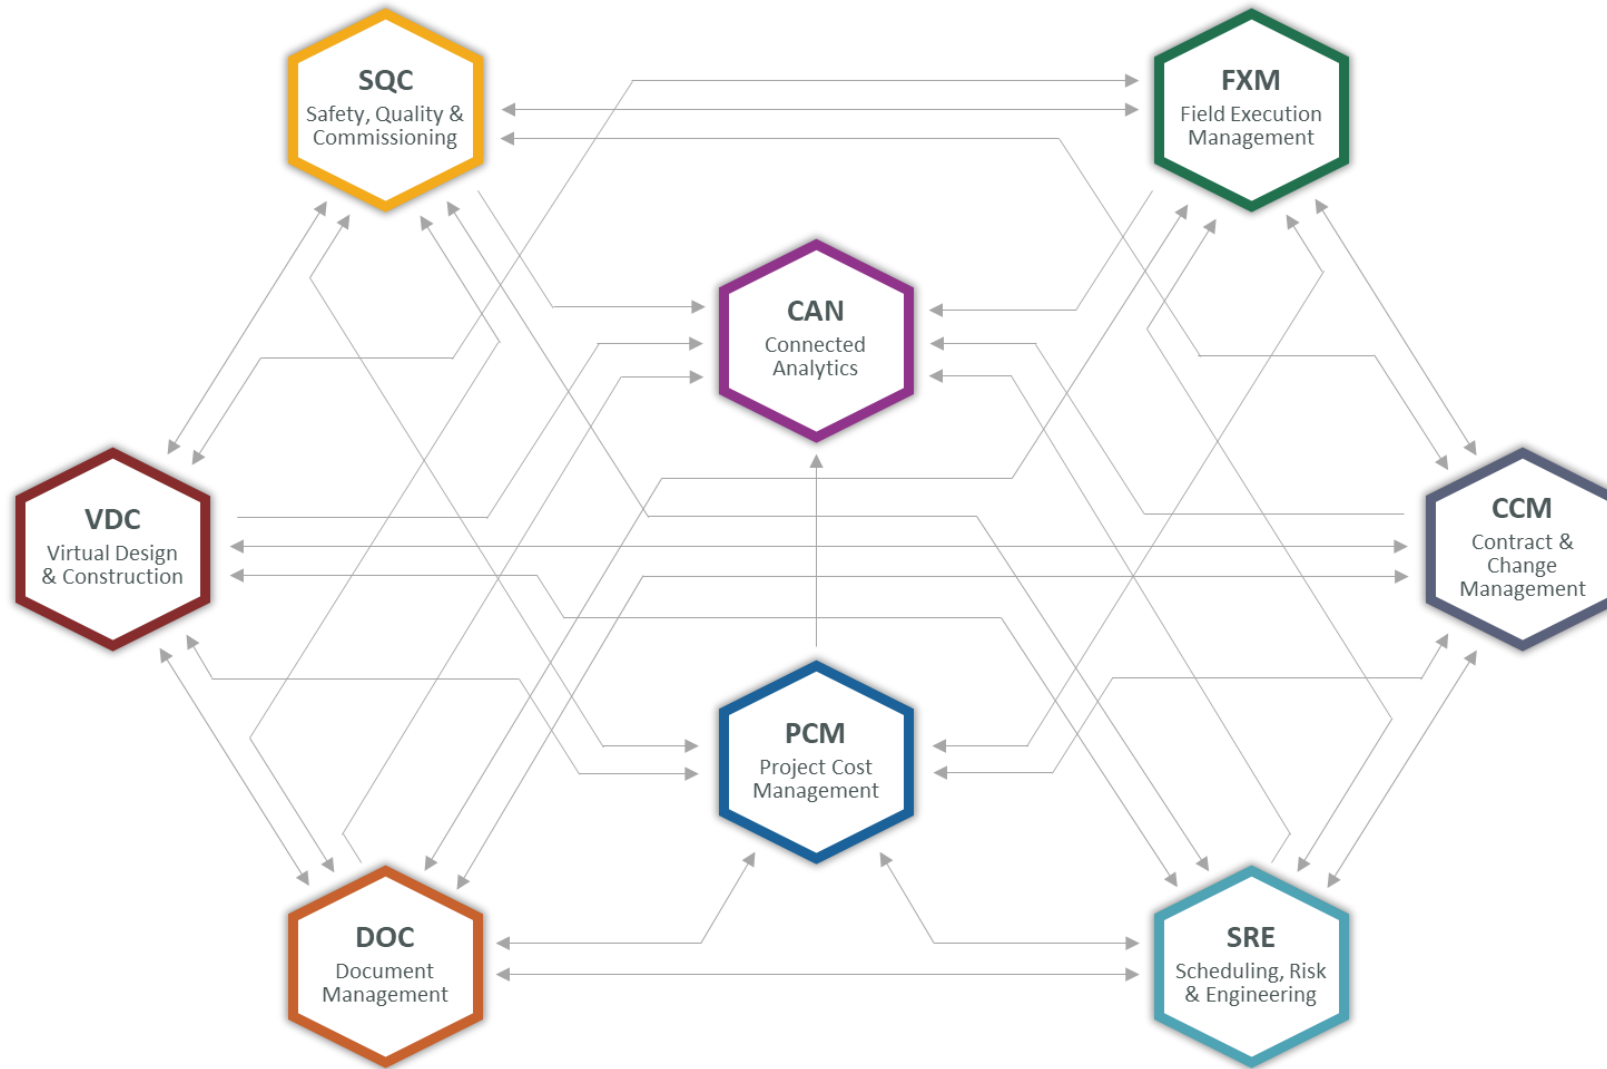 SQC
Safety, Quality &
Commissioning
FXM
Field Execution
Management
CAN
Connected
Analytics
VDC
Virtual Design
& Construction
CCM
Contract &
Change
Management
PCM
Project Cost
Management
DOC
Document
Management
SRE
Scheduling, Risk
& Engineering